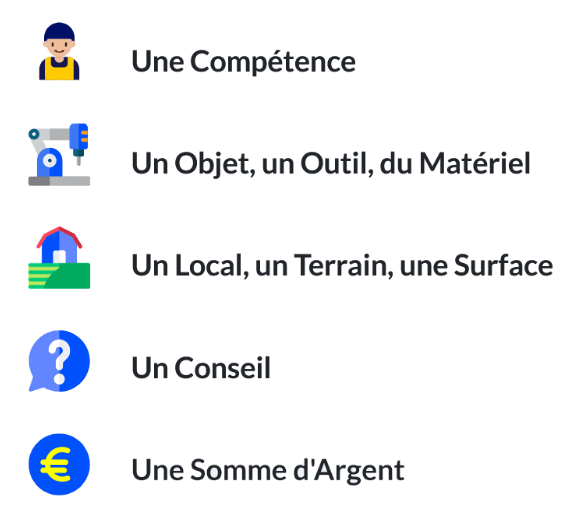 Une Compétence
Un Objet, un Outil, du Matériel
Un Local, un Terrain, une Surface
Un Conseil
Une Somme d'Argent